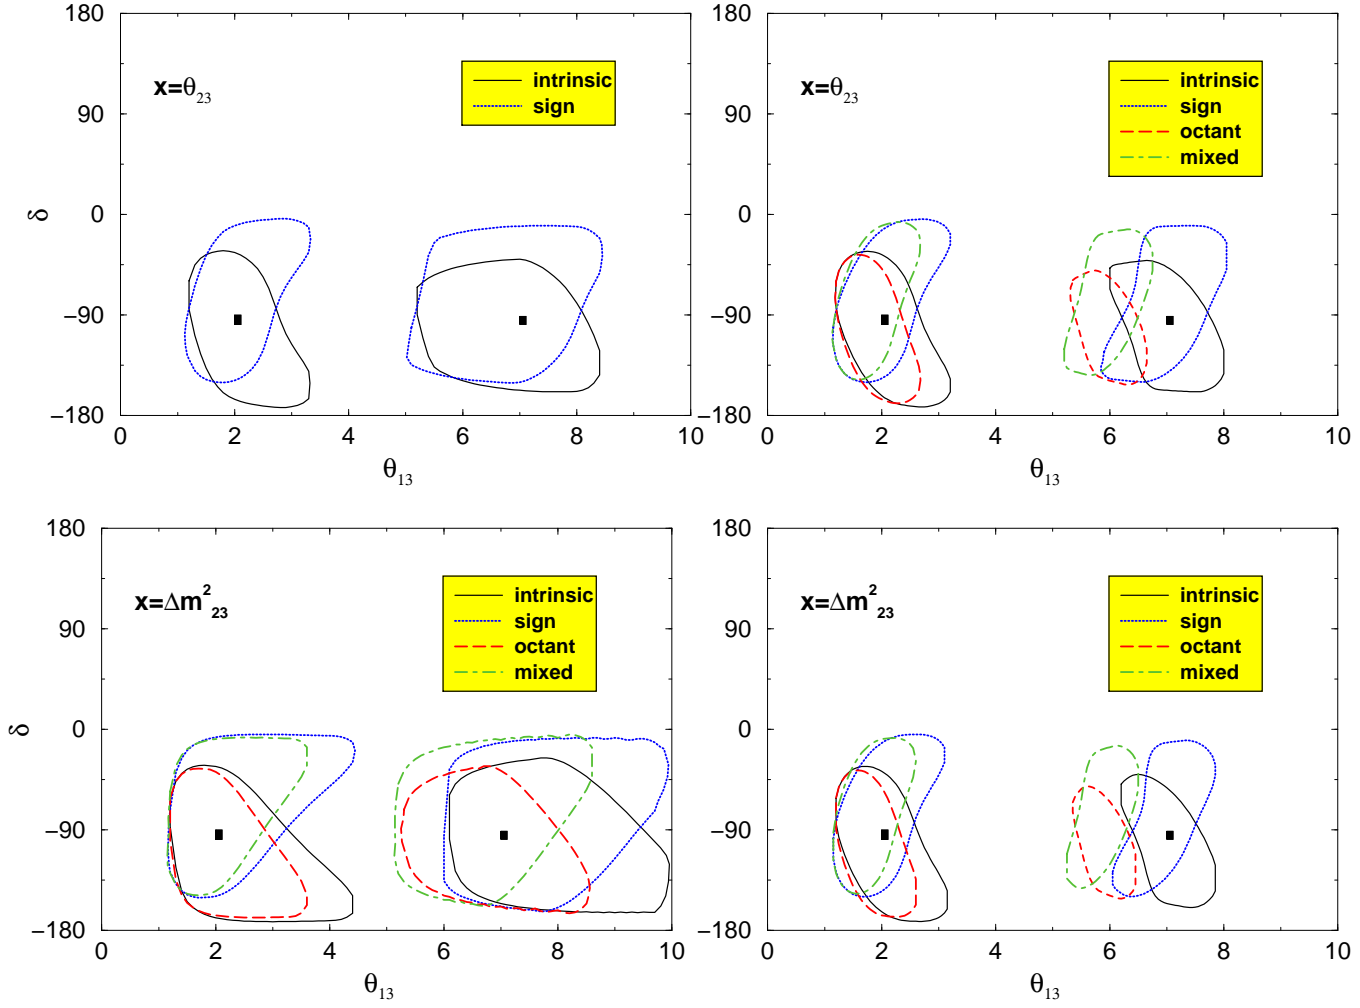 180
90
0
−90
−180
δ
x=θ23
intrinsic
sign
0 2 4 6 8 10
θ13
180
90
0
−90
−180
x=θ23
intrinsic
sign
octant
mixed
0 2 4 6 8 10
θ13
180
90
0
−90
−180
δ
x=Δm²23
intrinsic
sign
octant
mixed
0 2 4 6 8 10
θ13
180
90
0
−90
−180
x=Δm²23
intrinsic
sign
octant
mixed
0 2 4 6 8 10
θ13